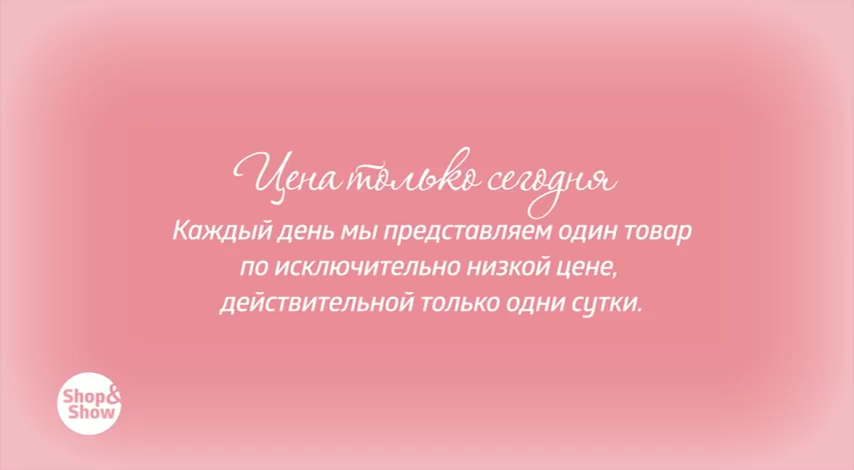 Цена только сегодня
Каждый день мы представляем один товар
по исключительно низкой цене,
действительной только одни сутки.
Shop&
Show